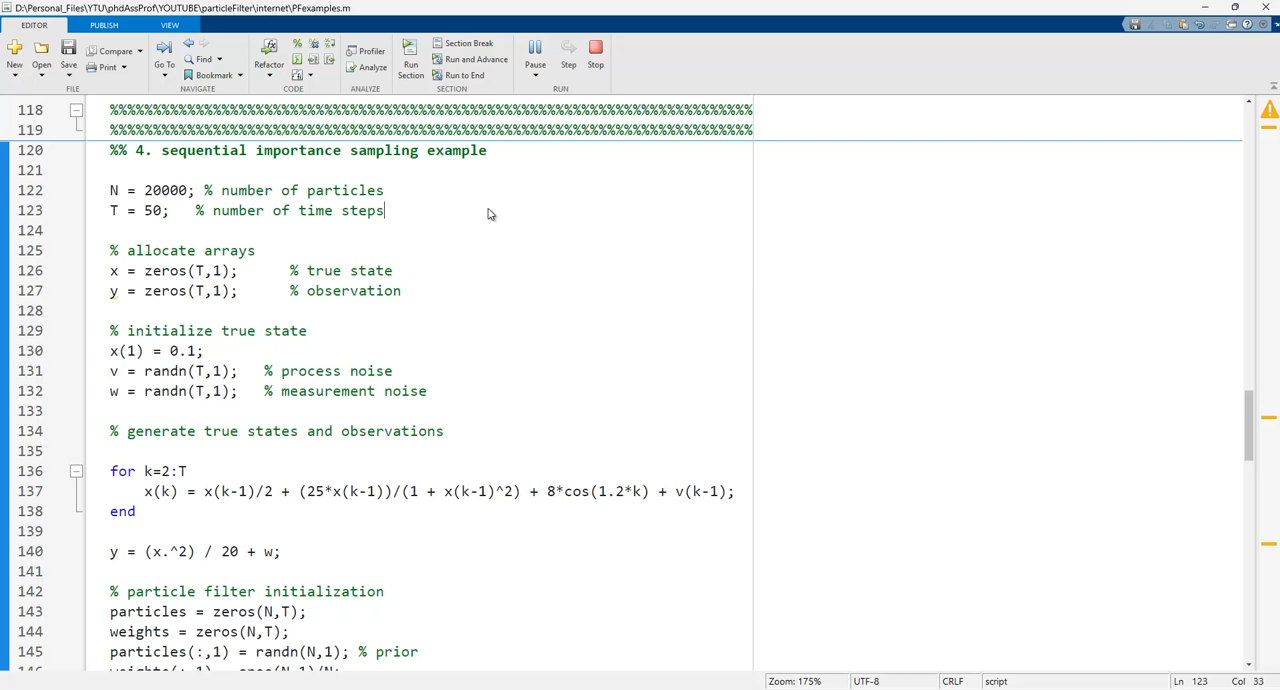 D:\Personal_Files\YTU\phdAssProf\YOUTUBE\particleFilter\internet\PFexamples.m
EDITOR PUBLISH VIEW
New Open Save Compare Print
Go To Find Bookmark
Refactor
Profiler Analyze
Run Section Section Break Run and Advance Run to End
Pause Step Stop
FILE NAVIGATE CODE ANALYZE SECTION RUN
118 %%%%%%%%%%%%%%%%%%%%%%%%%%%%%%%%%%%%%%%%%%%%%%%%%%%%%%%%%%%%%%%%%%%%%%%%%%%
119 %%%%%%%%%%%%%%%%%%%%%%%%%%%%%%%%%%%%%%%%%%%%%%%%%%%%%%%%%%%%%%%%%%%%%%%%%%%
120 %% 4. sequential importance sampling example
121
122 N = 20000; % number of particles
123 T = 50;   % number of time steps
124
125 % allocate arrays
126 x = zeros(T,1);      % true state
127 y = zeros(T,1);      % observation
128
129 % initialize true state
130 x(1) = 0.1;
131 v = randn(T,1);   % process noise
132 w = randn(T,1);   % measurement noise
133
134 % generate true states and observations
135
136 for k=2:T
137     x(k) = x(k-1)/2 + (25*x(k-1))/(1 + x(k-1)^2) + 8*cos(1.2*k) + v(k-1);
138 end
139
140 y = (x.^2) / 20 + w;
141
142 % particle filter initialization
143 particles = zeros(N,T);
144 weights = zeros(N,T);
145 particles(:,1) = randn(N,1); % prior
Zoom: 175% UTF-8 CRLF script Ln 123 Col 33